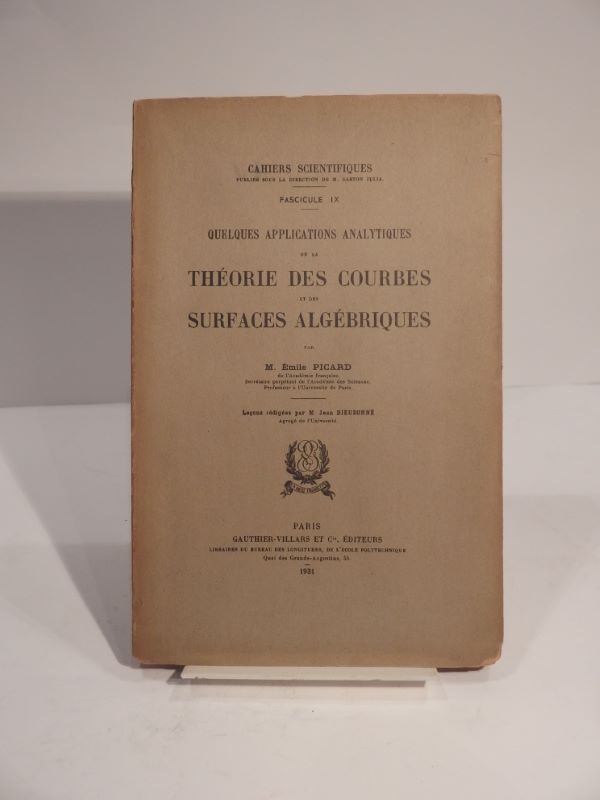 CAHIERS SCIENTIFIQUES
PUBLIÉS SOUS LA DIRECTION DE M. GASTON JULIA.
FASCICULE IX
QUELQUES APPLICATIONS ANALYTIQUES
DE LA
THÉORIE DES COURBES
ET DES
SURFACES ALGÉBRIQUES
PAR
M. Émile PICARD
de l'Académie française,
Secrétaire perpétuel de l'Académie des Sciences,
Professeur à l'Université de Paris.
Leçons rédigées par M. Jean DIEUDONNÉ
Agrégé de l'Université
PARIS
GAUTHIER-VILLARS ET Cie, ÉDITEURS
LIBRAIRES DU BUREAU DES LONGITUDES, DE L'ÉCOLE POLYTECHNIQUE
Quai des Grands-Augustins, 55.
1931